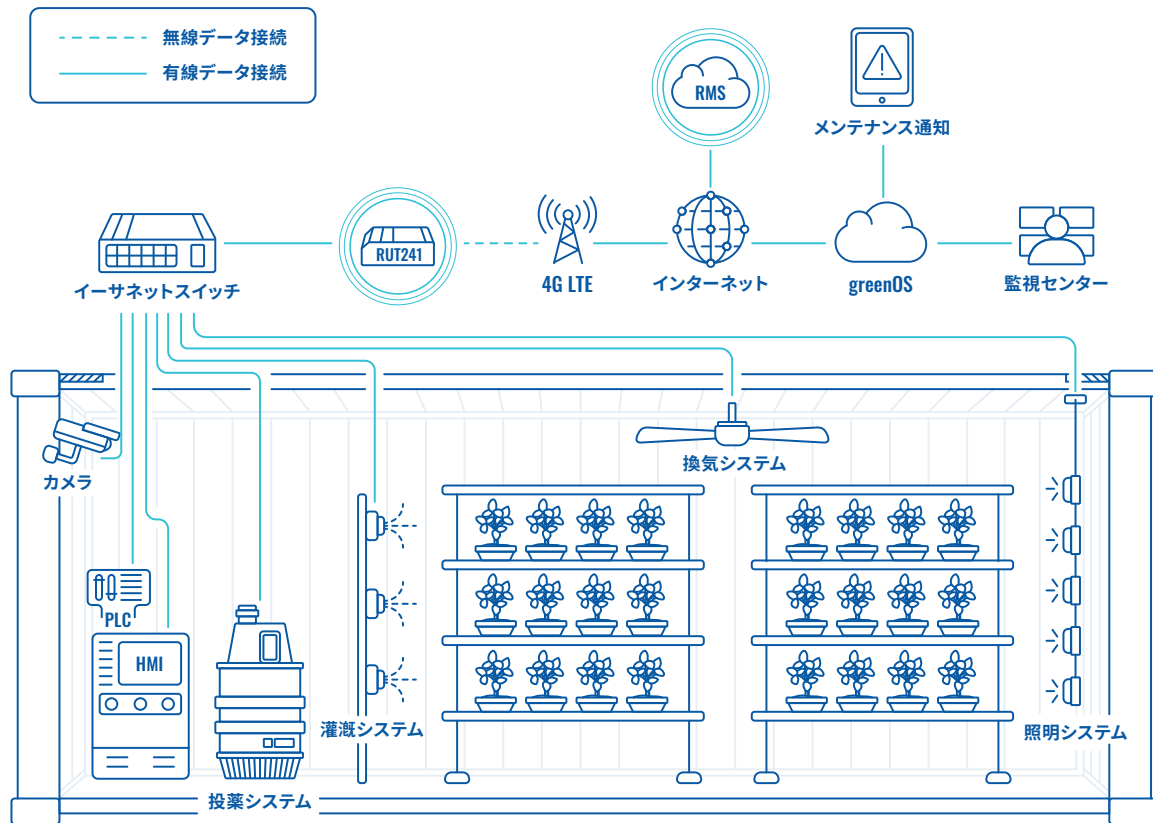 無線データ接続
有線データ接続
RMS
メンテナンス通知
RUT241
イーサネットスイッチ
4G LTE
インターネット
greenOS
監視センター
カメラ
換気システム
PLC
HMI
灌漑システム
照明システム
投薬システム